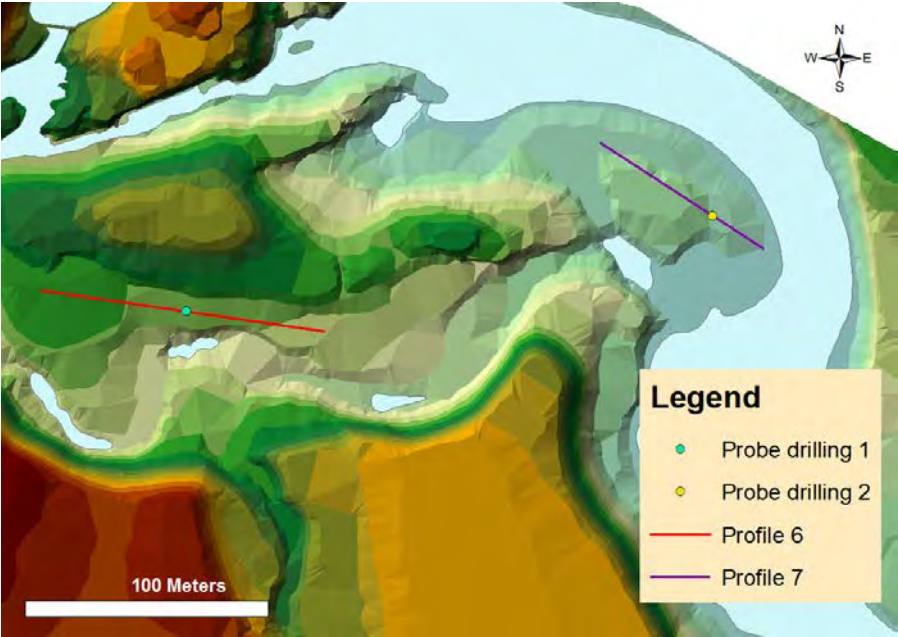 N
W E
S
Legend
Probe drilling 1
Probe drilling 2
Profile 6
Profile 7
100 Meters